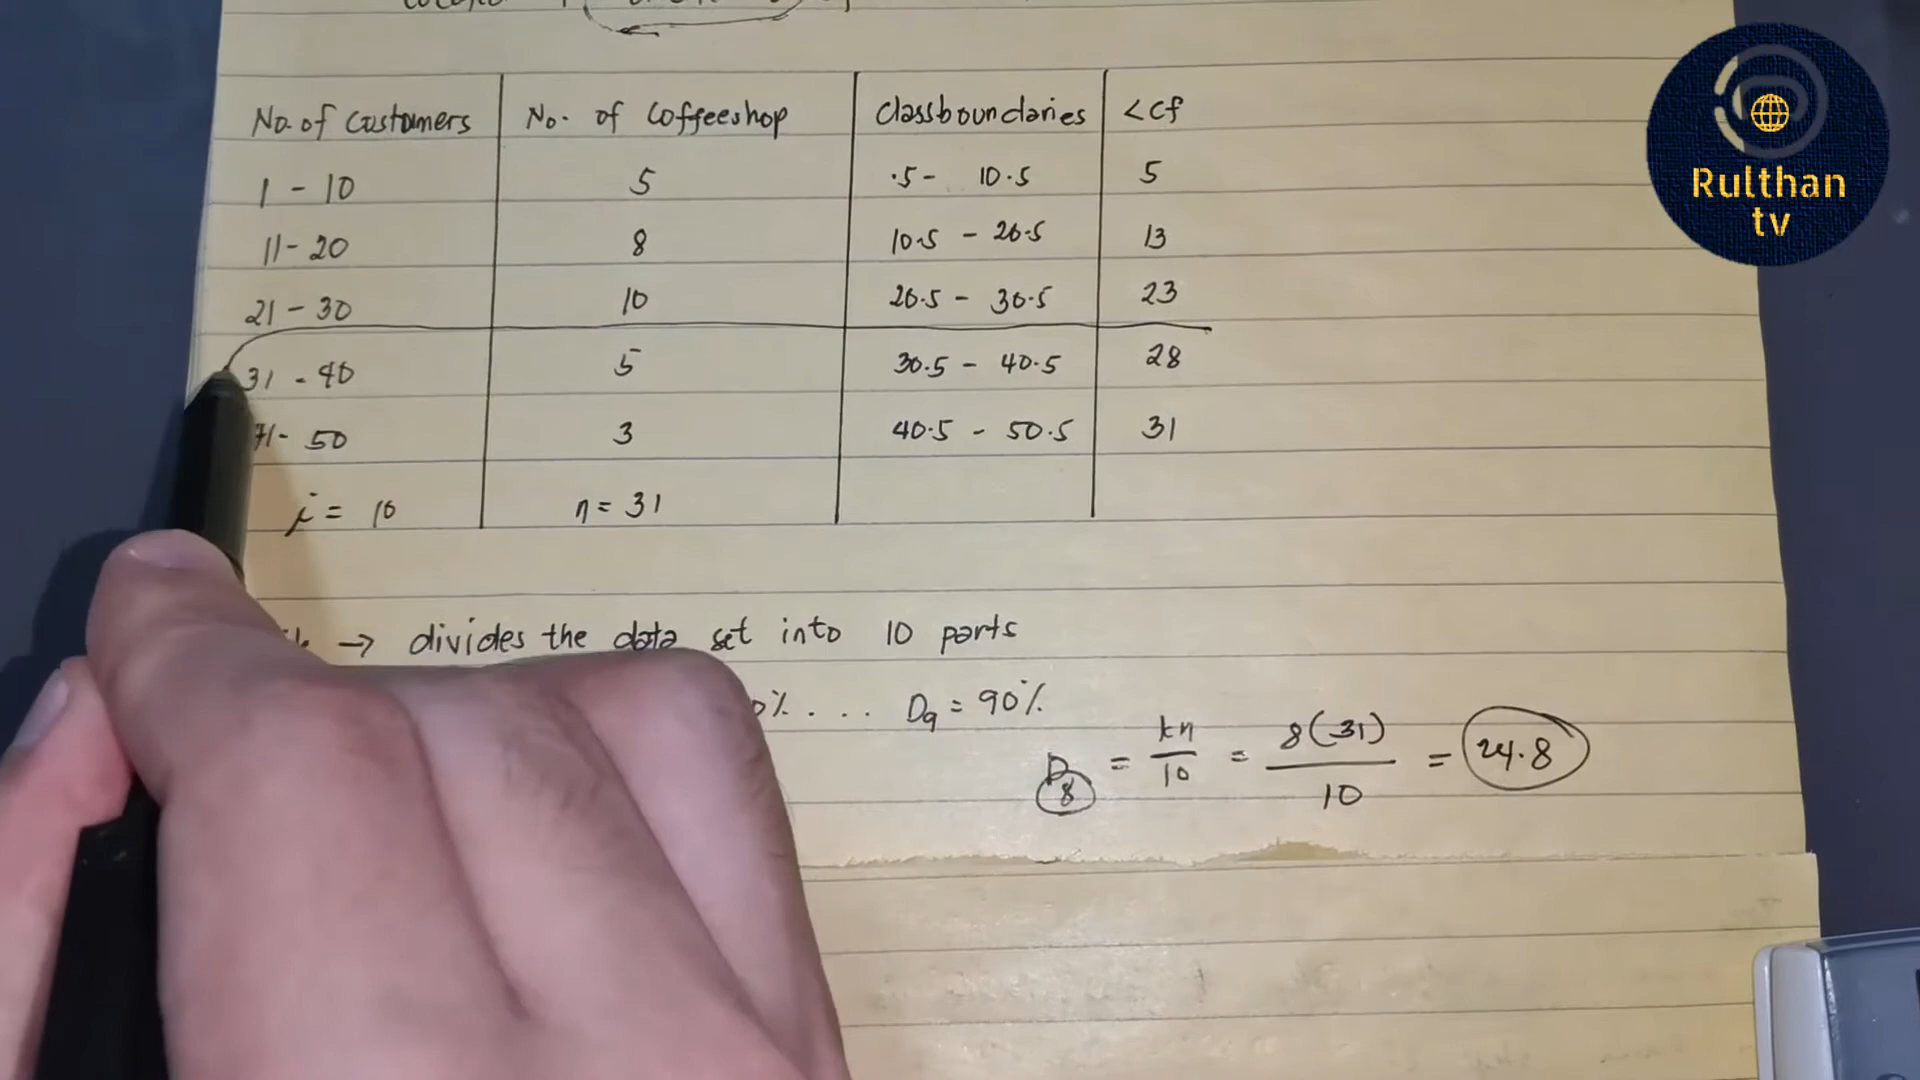 No. of customers No. of Coffeeshop Classboundaries <cf
1 - 10 5 .5 - 10.5 5
11 - 20 8 10.5 - 20.5 13
21 - 30 10 20.5 - 30.5 23
31 - 40 5 30.5 - 40.5 28
41 - 50 3 40.5 - 50.5 31
i = 10 n = 31
→ divides the data set into 10 parts
0% . . . . D9 = 90%
D8 = kn/10 = 8(31)/10 = 24.8
Rulthan
tv